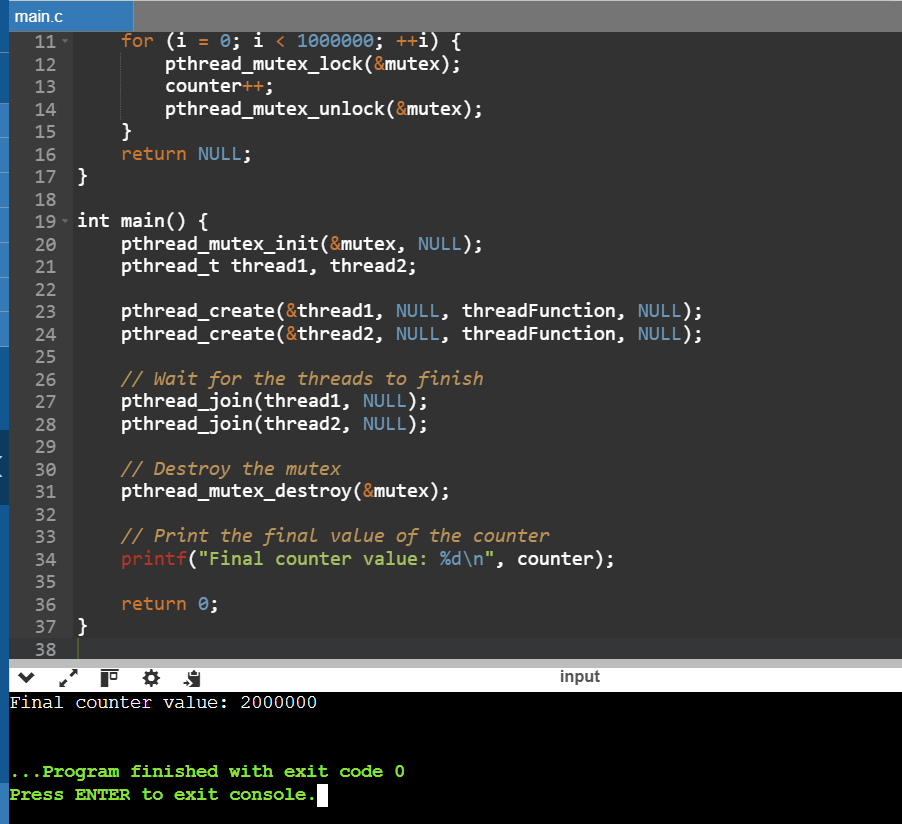 main.c
11 for (i = 0; i < 1000000; ++i) {
12 pthread_mutex_lock(&mutex);
13 counter++;
14 pthread_mutex_unlock(&mutex);
15 }
16 return NULL;
17 }
18
19 int main() {
20 pthread_mutex_init(&mutex, NULL);
21 pthread_t thread1, thread2;
22
23 pthread_create(&thread1, NULL, threadFunction, NULL);
24 pthread_create(&thread2, NULL, threadFunction, NULL);
25
26 // Wait for the threads to finish
27 pthread_join(thread1, NULL);
28 pthread_join(thread2, NULL);
29
30 // Destroy the mutex
31 pthread_mutex_destroy(&mutex);
32
33 // Print the final value of the counter
34 printf("Final counter value: %d\n", counter);
35
36 return 0;
37 }
38
input
Final counter value: 2000000
...Program finished with exit code 0
Press ENTER to exit console.